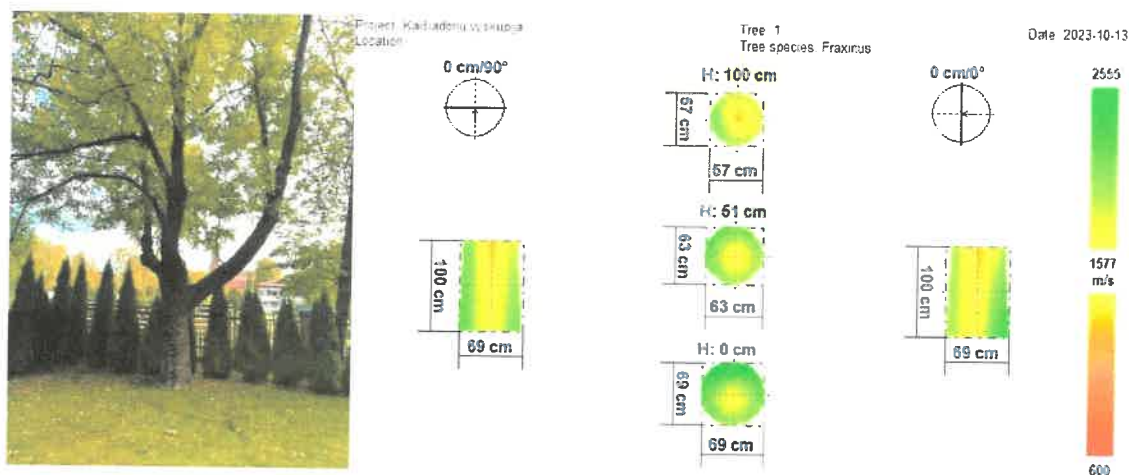 Project: Kaišiadorių vyskupija
Location:
Tree 1
Tree species: Fraxinus
Date 2023-10-13
0 cm/90°
H: 100 cm
57 cm
57 cm
0 cm/0°
2555
H: 51 cm
63 cm
63 cm
100 cm
69 cm
100 cm
69 cm
1577
m/s
H: 0 cm
69 cm
69 cm
600